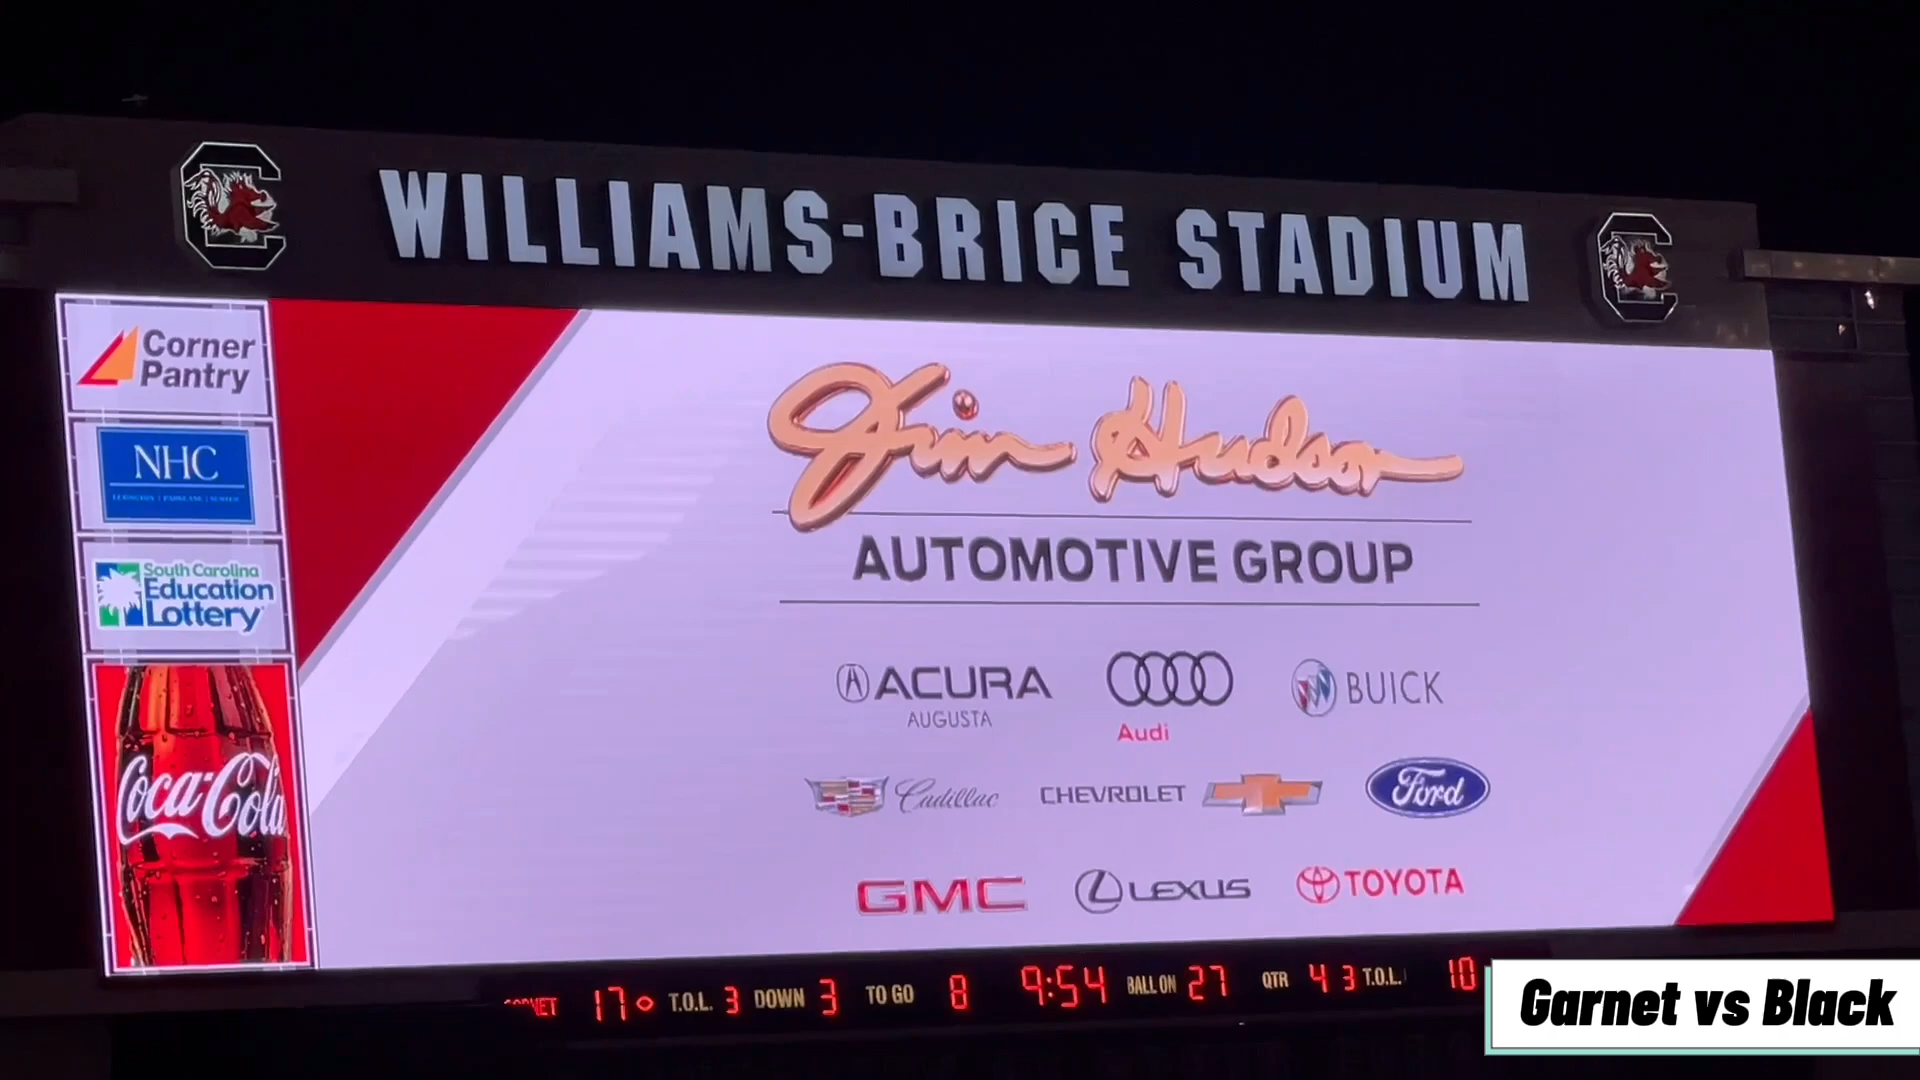 WILLIAMS-BRICE STADIUM
Corner
Pantry
NHC
South Carolina
Education
Lottery
Coca-Cola
Jim Hudson
AUTOMOTIVE GROUP
ACURA
AUGUSTA
Audi
BUICK
Cadillac
CHEVROLET
Ford
GMC
LEXUS
TOYOTA
17 T.O.L. 3 DOWN 3 TO GO 8 9:54 BALL ON 27 QTR 4 3 T.O.L. 10
Garnet vs Black